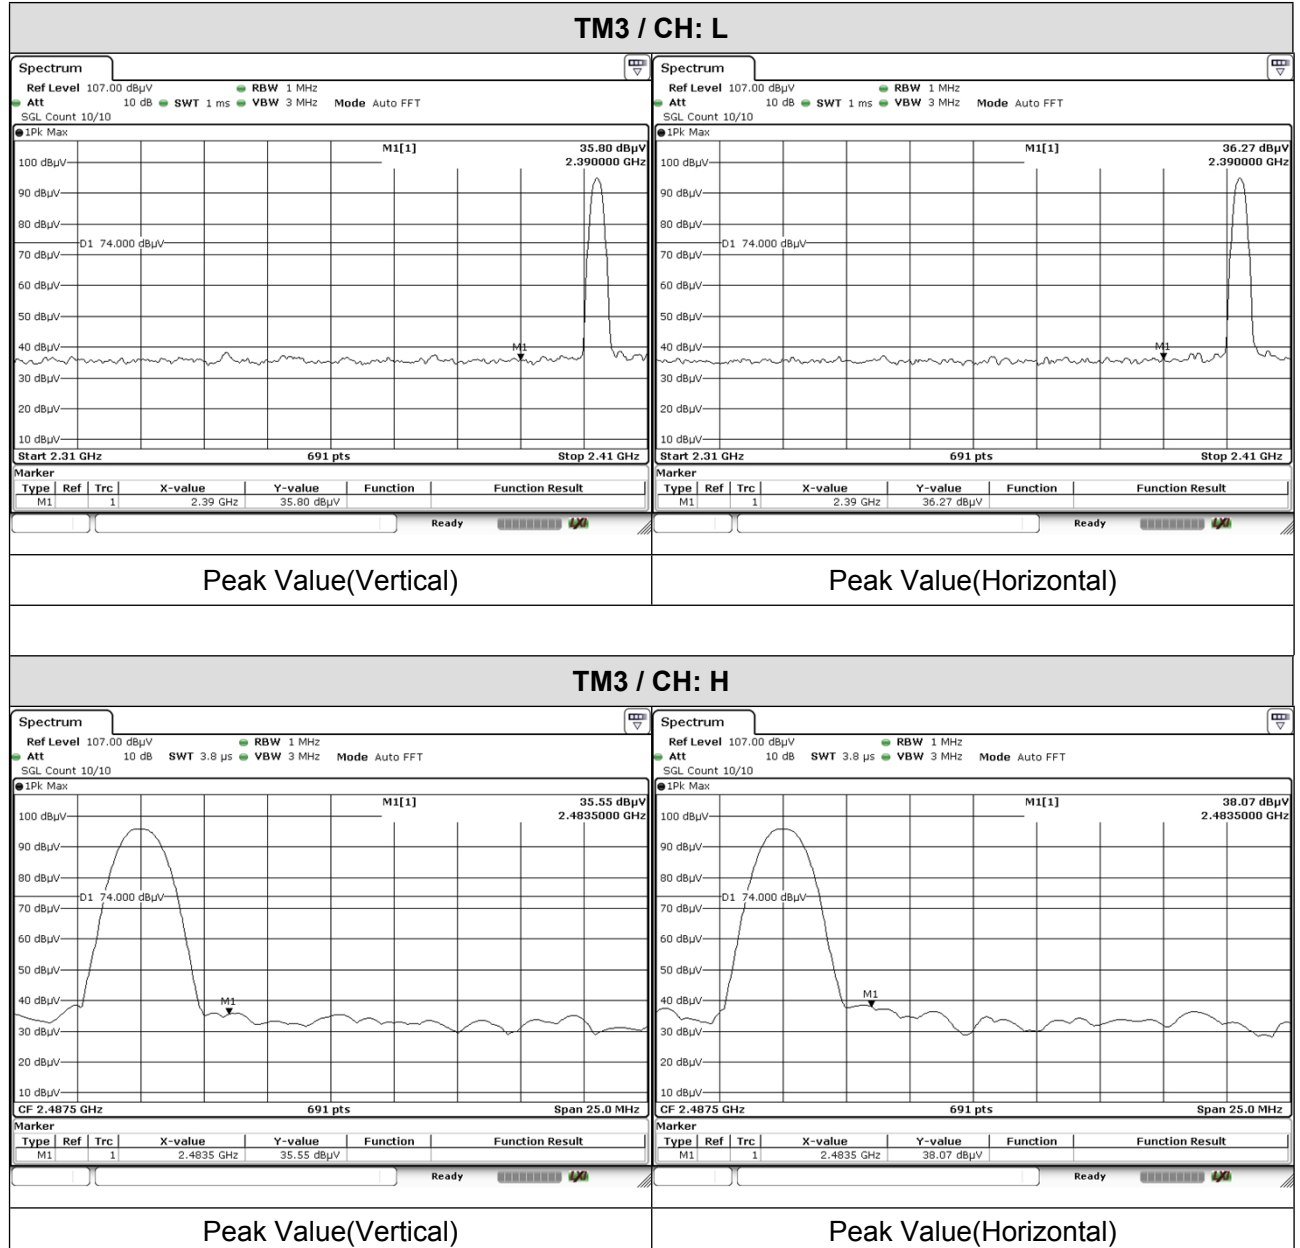 TM3 / CH: L
Spectrum
Ref Level 107.00 dBµV RBW 1 MHz
Att 10 dB SWT 1 ms VBW 3 MHz Mode Auto FFT
SGL Count 10/10
1Pk Max
M1[1] 35.80 dBµV
2.390000 GHz
100 dBµV
90 dBµV
80 dBµV
D1 74.000 dBµV
70 dBµV
60 dBµV
50 dBµV
40 dBµV
M1
30 dBµV
20 dBµV
10 dBµV
Start 2.31 GHz 691 pts Stop 2.41 GHz
Marker
Type Ref Trc X-value Y-value Function Function Result
M1 1 2.39 GHz 35.80 dBµV
Ready LXI
Peak Value(Vertical)
Spectrum
Ref Level 107.00 dBµV RBW 1 MHz
Att 10 dB SWT 1 ms VBW 3 MHz Mode Auto FFT
SGL Count 10/10
1Pk Max
M1[1] 36.27 dBµV
2.390000 GHz
100 dBµV
90 dBµV
80 dBµV
D1 74.000 dBµV
70 dBµV
60 dBµV
50 dBµV
40 dBµV
M1
30 dBµV
20 dBµV
10 dBµV
Start 2.31 GHz 691 pts Stop 2.41 GHz
Marker
Type Ref Trc X-value Y-value Function Function Result
M1 1 2.39 GHz 36.27 dBµV
Ready LXI
Peak Value(Horizontal)
TM3 / CH: H
Spectrum
Ref Level 107.00 dBµV RBW 1 MHz
Att 10 dB SWT 3.8 µs VBW 3 MHz Mode Auto FFT
SGL Count 10/10
1Pk Max
M1[1] 35.55 dBµV
2.4835000 GHz
100 dBµV
90 dBµV
80 dBµV
D1 74.000 dBµV
70 dBµV
60 dBµV
50 dBµV
40 dBµV
M1
30 dBµV
20 dBµV
10 dBµV
CF 2.4875 GHz 691 pts Span 25.0 MHz
Marker
Type Ref Trc X-value Y-value Function Function Result
M1 1 2.4835 GHz 35.55 dBµV
Ready LXI
Peak Value(Vertical)
Spectrum
Ref Level 107.00 dBµV RBW 1 MHz
Att 10 dB SWT 3.8 µs VBW 3 MHz Mode Auto FFT
SGL Count 10/10
1Pk Max
M1[1] 38.07 dBµV
2.4835000 GHz
100 dBµV
90 dBµV
80 dBµV
D1 74.000 dBµV
70 dBµV
60 dBµV
50 dBµV
40 dBµV
M1
30 dBµV
20 dBµV
10 dBµV
CF 2.4875 GHz 691 pts Span 25.0 MHz
Marker
Type Ref Trc X-value Y-value Function Function Result
M1 1 2.4835 GHz 38.07 dBµV
Ready LXI
Peak Value(Horizontal)